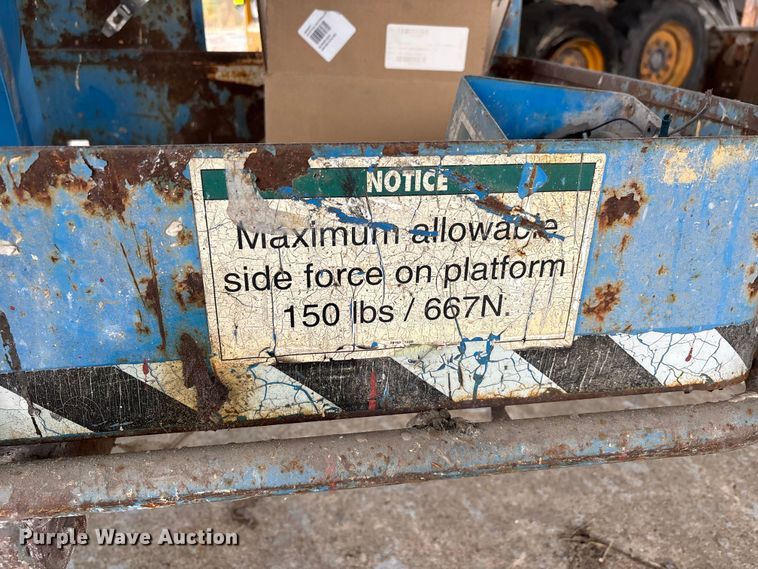 NOTICE
Maximum allowable
side force on platform
150 lbs / 667N.
Purple Wave Auction